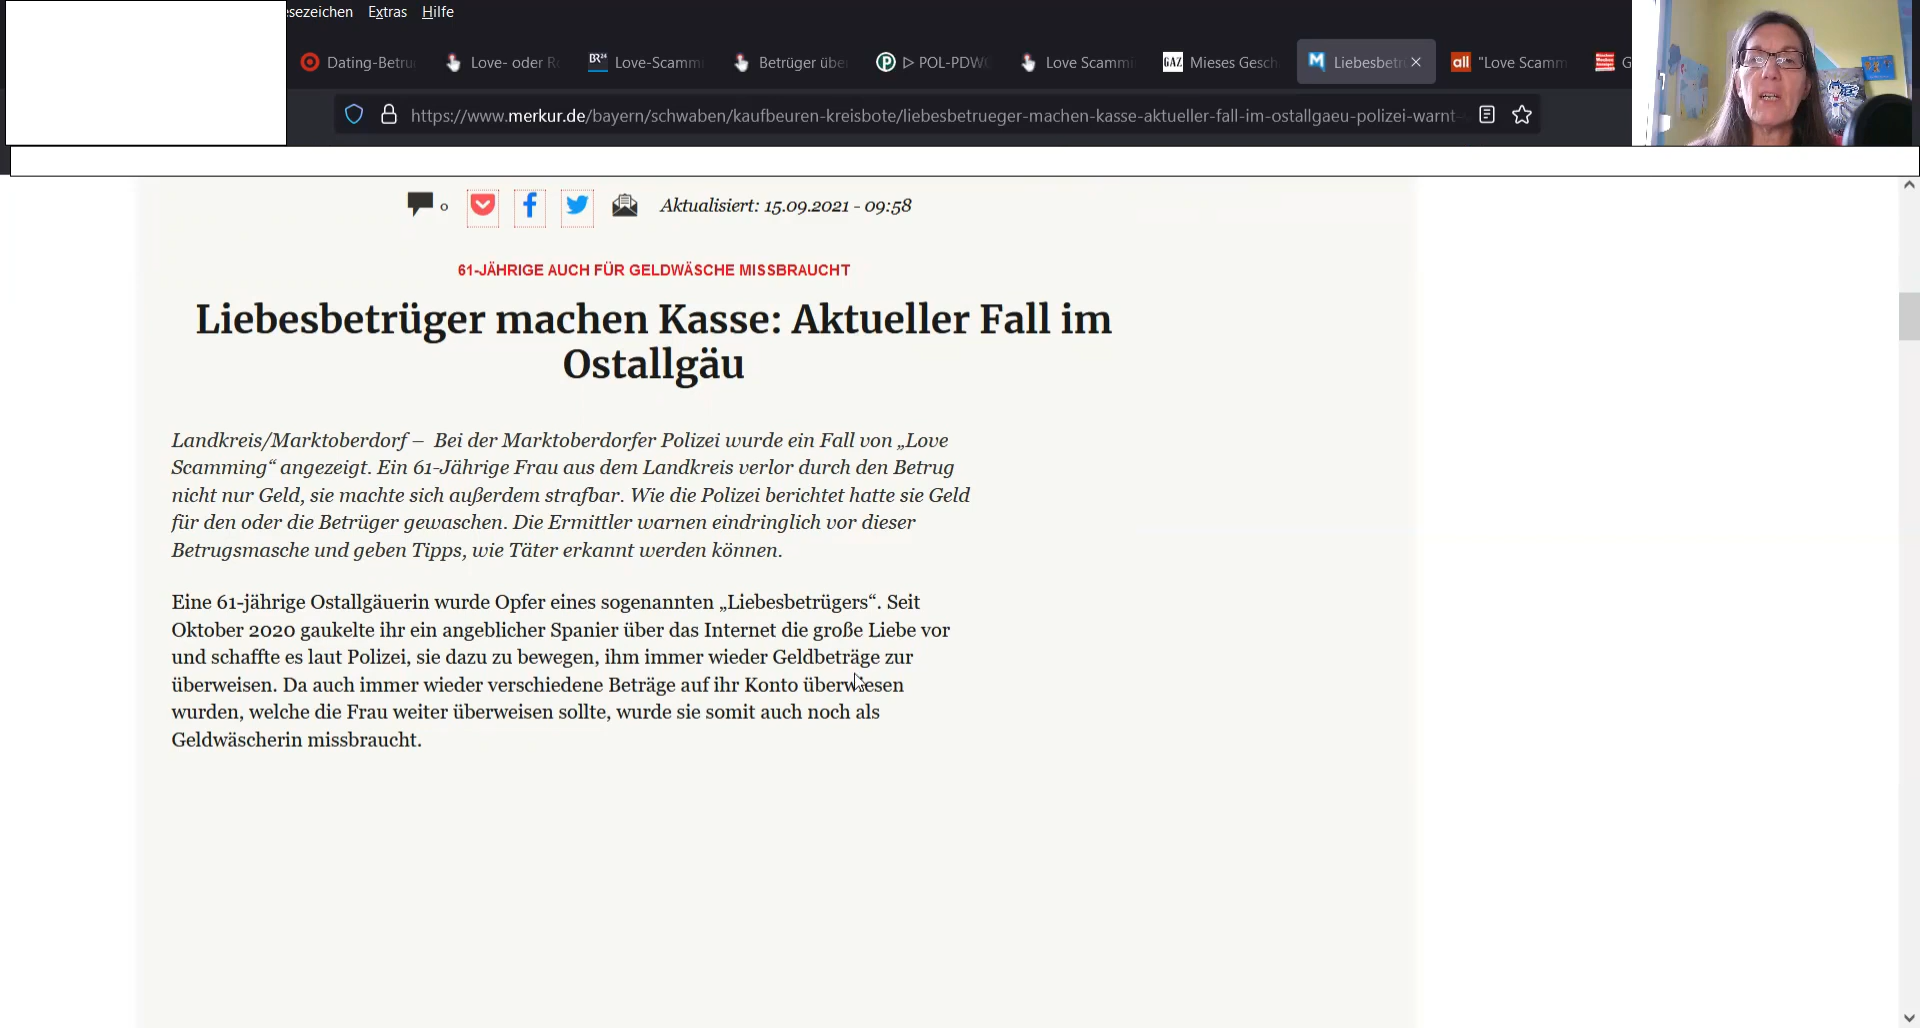 esezeichen Extras Hilfe
Dating-Betru Love- oder R BR24 Love-Scamm Betrüger übe ▷ POL-PDW Love Scammi GAZ Mieses Gesch Liebesbetr all "Love Scamm G
https://www.merkur.de/bayern/schwaben/kaufbeuren-kreisbote/liebesbetrueger-machen-kasse-aktueller-fall-im-ostallgaeu-polizei-warnt-
0 Aktualisiert: 15.09.2021 - 09:58
61-JÄHRIGE AUCH FÜR GELDWÄSCHE MISSBRAUCHT
Liebesbetrüger machen Kasse: Aktueller Fall im
Ostallgäu
Landkreis/Marktoberdorf – Bei der Marktoberdorfer Polizei wurde ein Fall von „Love
Scamming“ angezeigt. Ein 61-Jährige Frau aus dem Landkreis verlor durch den Betrug
nicht nur Geld, sie machte sich außerdem strafbar. Wie die Polizei berichtet hatte sie Geld
für den oder die Betrüger gewaschen. Die Ermittler warnen eindringlich vor dieser
Betrugsmasche und geben Tipps, wie Täter erkannt werden können.
Eine 61-jährige Ostallgäuerin wurde Opfer eines sogenannten „Liebesbetrügers“. Seit
Oktober 2020 gaukelte ihr ein angeblicher Spanier über das Internet die große Liebe vor
und schaffte es laut Polizei, sie dazu zu bewegen, ihm immer wieder Geldbeträge zur
überweisen. Da auch immer wieder verschiedene Beträge auf ihr Konto überwiesen
wurden, welche die Frau weiter überweisen sollte, wurde sie somit auch noch als
Geldwäscherin missbraucht.